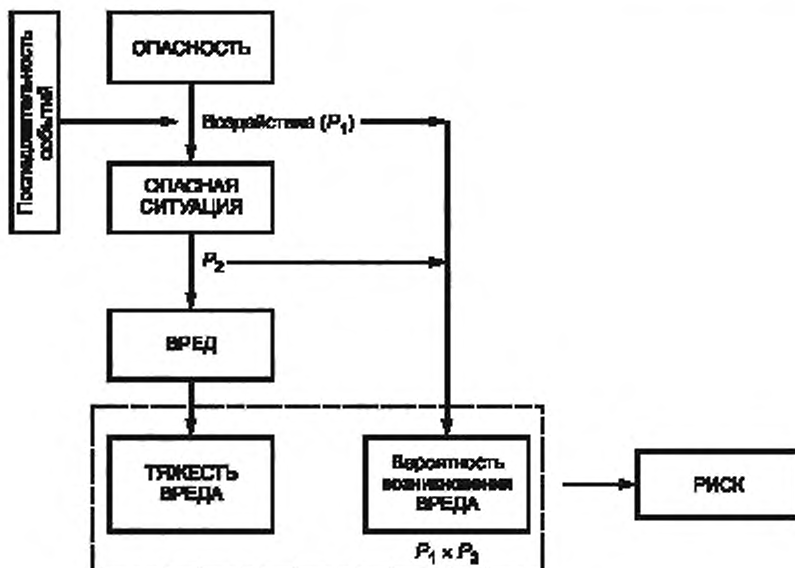 ОПАСНОСТЬ
Последовательность
событий
Воздействие (P₁)
ОПАСНАЯ
СИТУАЦИЯ
P₂
ВРЕД
ТЯЖЕСТЬ
ВРЕДА
Вероятность
возникновения
ВРЕДА
РИСК
P₁ × P₂